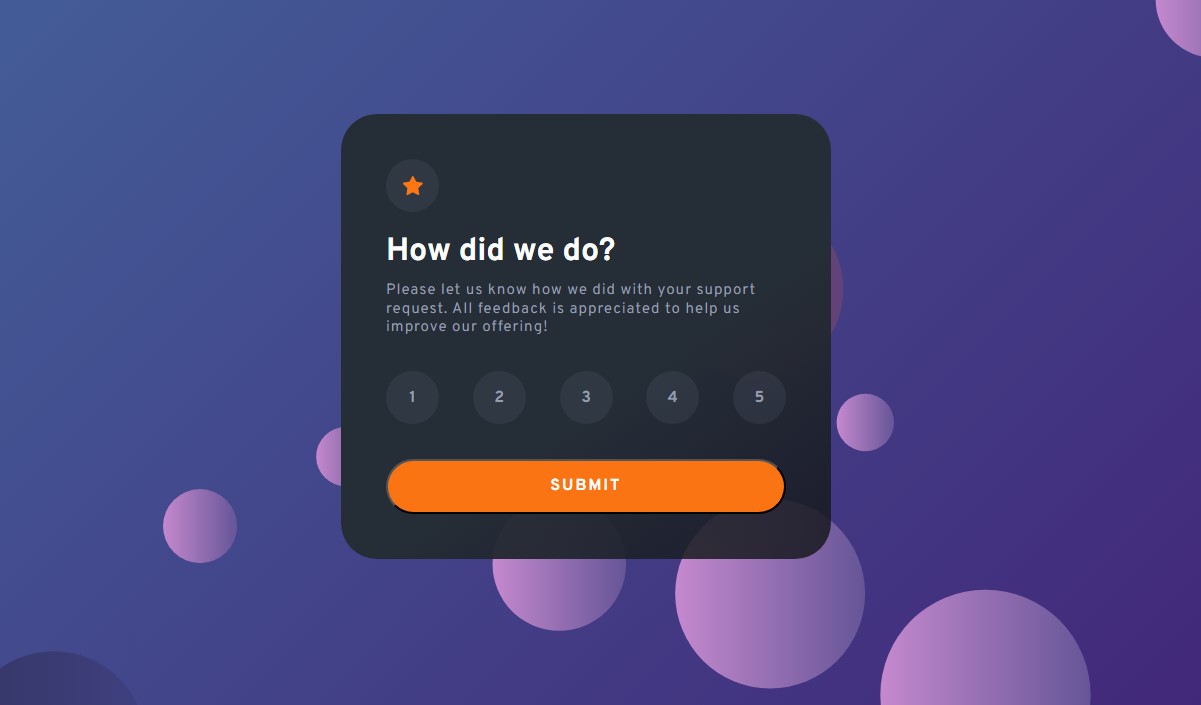 How did we do?
Please let us know how we did with your support
request. All feedback is appreciated to help us
improve our offering!
1 2 3 4 5
SUBMIT